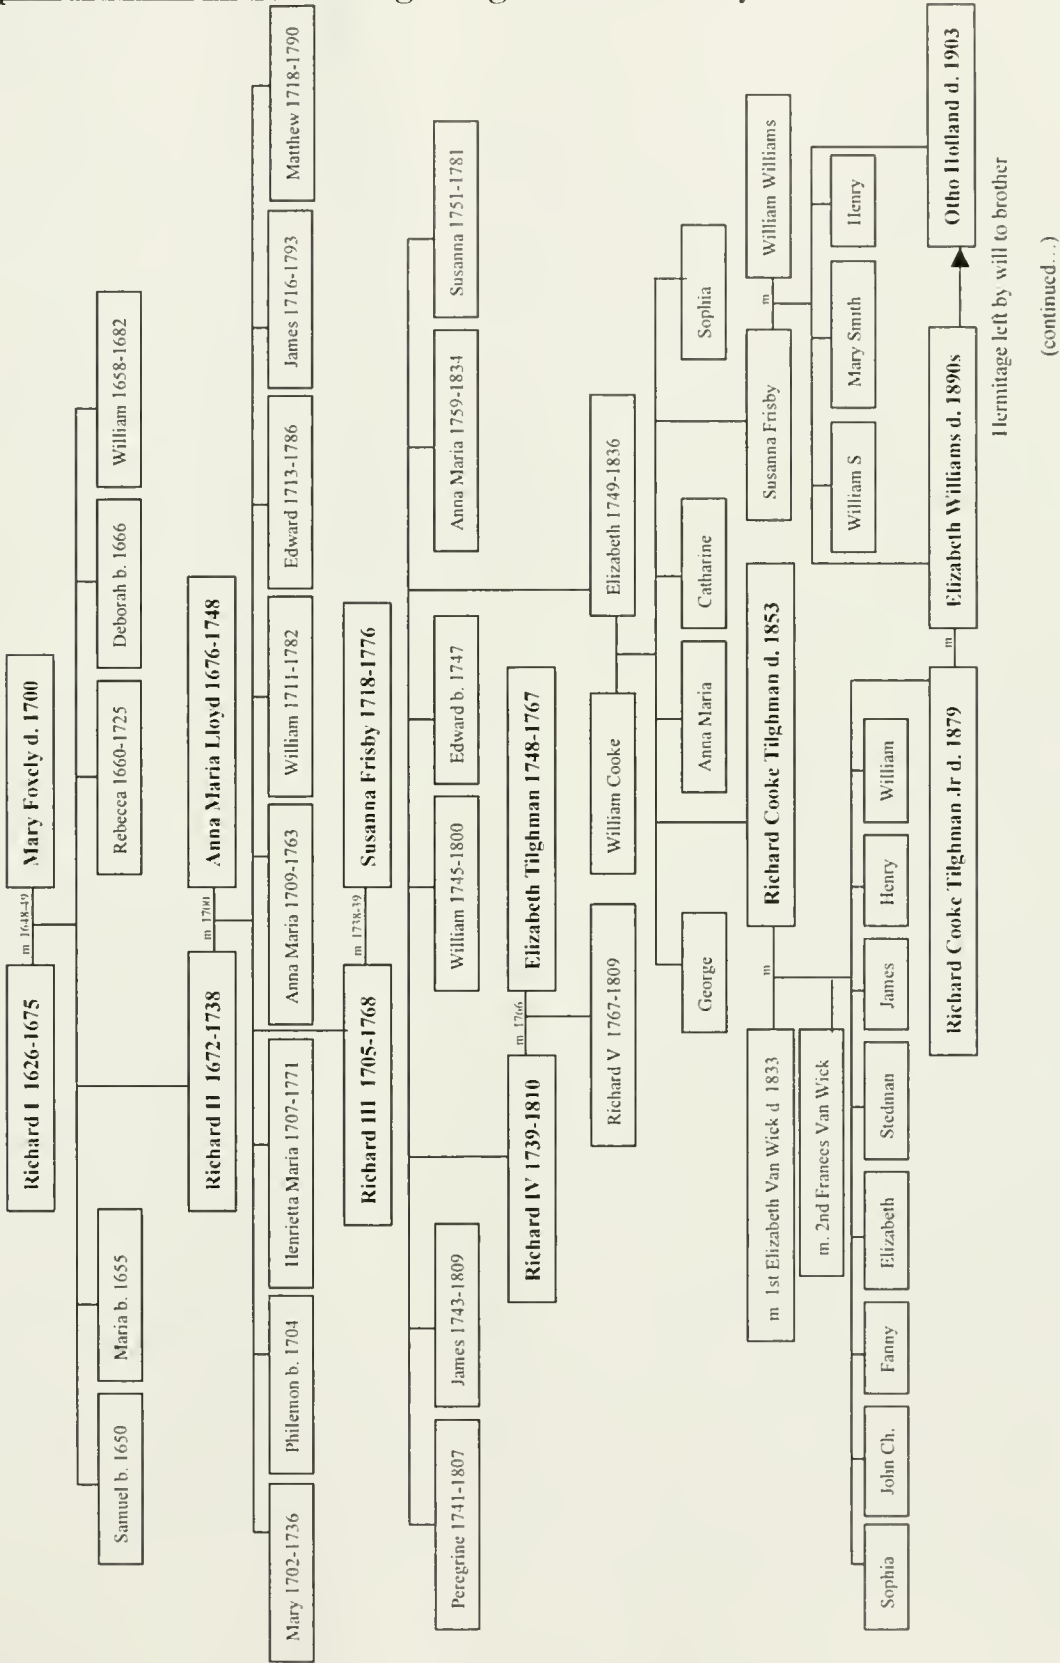 Richard I 1626-1675
m 1648-49
Mary Foxely d. 1700
Samuel b. 1650
Maria b. 1655
Rebecca 1660-1725
Deborah b. 1666
William 1658-1682
Richard II 1672-1738
m 1700
Anna Maria Lloyd 1676-1748
Mary 1702-1736
Philemon b. 1704
Henrietta Maria 1707-1771
Anna Maria 1709-1763
William 1711-1782
Edward 1713-1786
James 1716-1793
Matthew 1718-1790
Richard III 1705-1768
m 1738-39
Susanna Frisby 1718-1776
Peregrine 1741-1807
James 1743-1809
William 1745-1800
Edward b. 1747
Anna Maria 1759-1834
Susanna 1751-1781
Richard IV 1739-1810
m 1766
Elizabeth Tilghman 1748-1767
Richard V 1767-1809
William Cooke
Elizabeth 1749-1836
George
Anna Maria
Catharine
Sophia
m 1st Elizabeth Van Wick d 1833
m
Richard Cooke Tilghman d. 1853
Susanna Frisby
m
William Williams
m. 2nd Frances Van Wick
Sophia
John Ch.
Fanny
Elizabeth
Stedman
James
Henry
William
William S
Mary Smith
Henry
Richard Cooke Tilghman Jr d. 1879
m
Elizabeth Williams d. 1890s
Otho Holland d. 1903
Hermitage left by will to brother
(continued...)